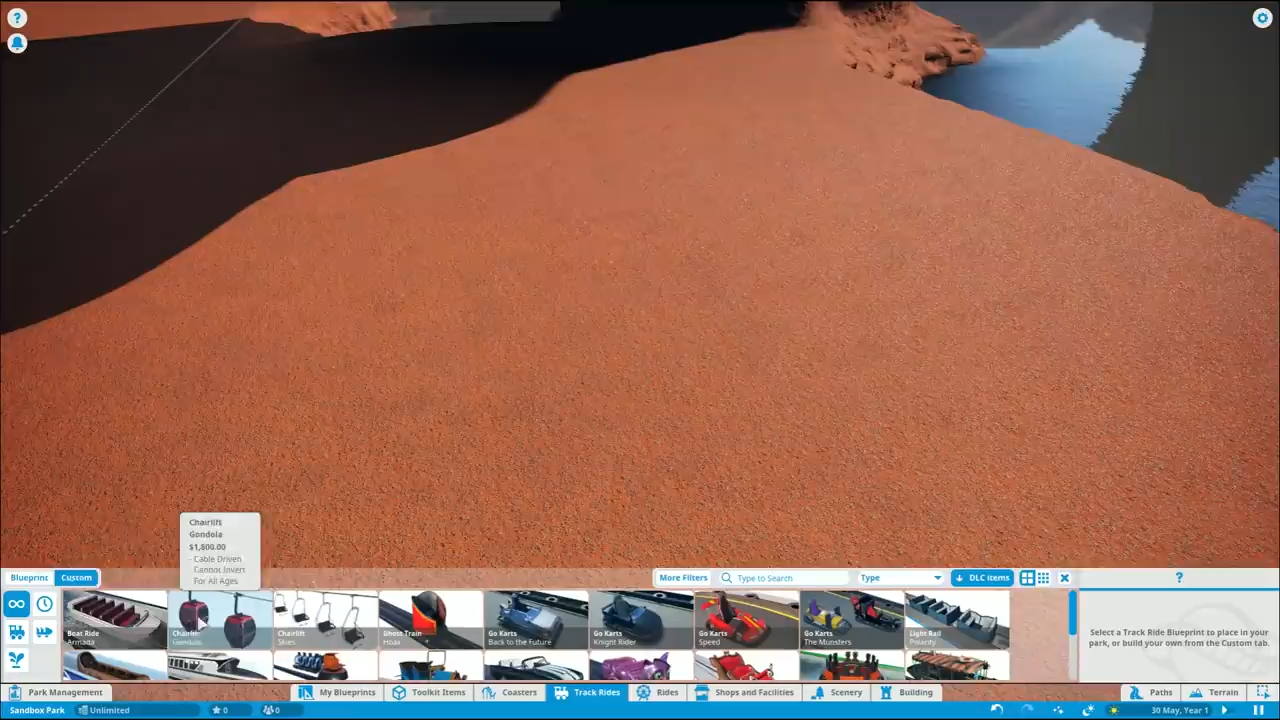 ?
Chairlift
Gondola
$1,800.00
- Cable Driven
Cannot Invert
For All Ages
Blueprint Custom More Filters Type to Search Type DLC items ?
Boat Ride
Armada
Chairlift
Gondola
Chairlift
Skies
Ghost Train
Hoax
Go Karts
Back to the Future
Go Karts
Knight Rider
Go Karts
Speed
Go Karts
The Munsters
Light Rail
Polarity
Select a Track Ride Blueprint to place in your
park, or build your own from the Custom tab.
Park Management My Blueprints Toolkit Items Coasters Track Rides Rides Shops and Facilities Scenery Building Paths Terrain
Sandbox Park Unlimited 0 0 30 May, Year 1